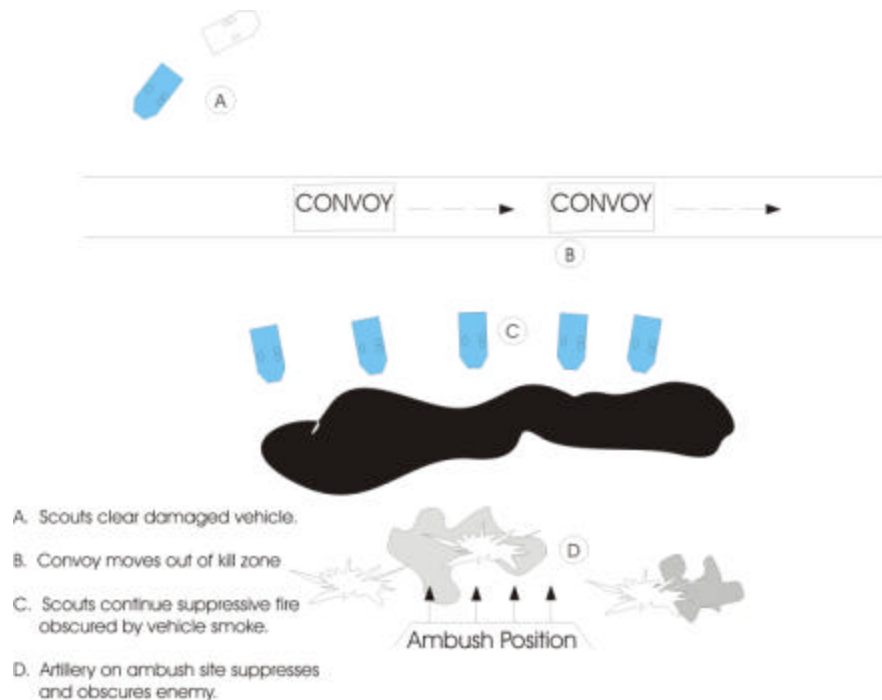 A
CONVOY
CONVOY
B
C
A. Scouts clear damaged vehicle.
D
B. Convoy moves out of kill zone
C. Scouts continue suppressive fire
obscured by vehicle smoke.
Ambush Position
D. Artillery on ambush site suppresses
and obscures enemy.